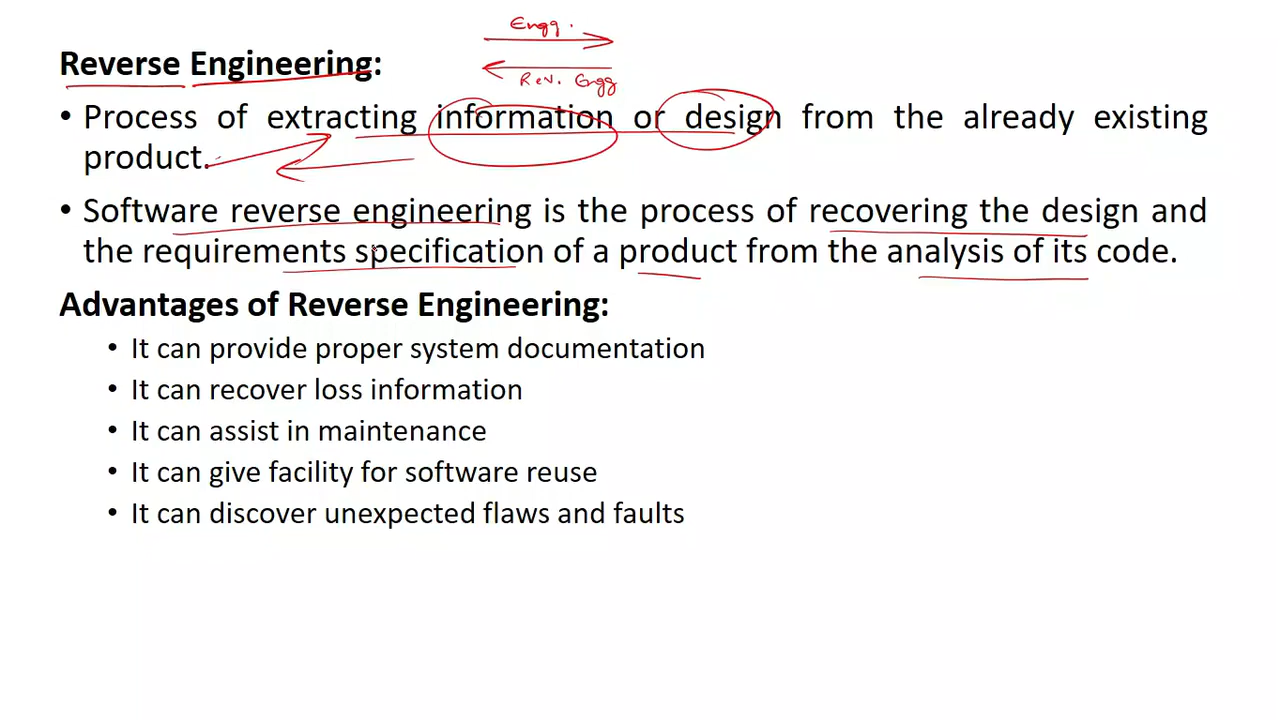 Engg.
Reverse Engineering:
Rev. Engg
• Process of extracting information or design from the already existing
product.
• Software reverse engineering is the process of recovering the design and
the requirements specification of a product from the analysis of its code.
Advantages of Reverse Engineering:
• It can provide proper system documentation
• It can recover loss information
• It can assist in maintenance
• It can give facility for software reuse
• It can discover unexpected flaws and faults